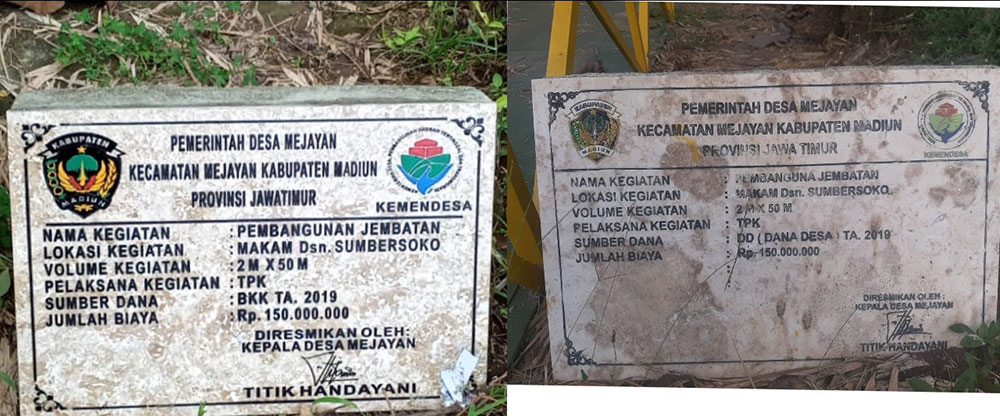 KABUPATEN
MADIUN
PEMERINTAH DESA MEJAYAN
KECAMATAN MEJAYAN KABUPATEN MADIUN
PROVINSI JAWATIMUR
KEMENDESA
NAMA KEGIATAN : PEMBANGUNAN JEMBATAN
LOKASI KEGIATAN : MAKAM Dsn. SUMBERSOKO
VOLUME KEGIATAN : 2 M X 50 M
PELAKSANA KEGIATAN : TPK
SUMBER DANA : BKK TA. 2019
JUMLAH BIAYA : Rp. 150.000.000
DIRESMIKAN OLEH :
KEPALA DESA MEJAYAN
TITIK HANDAYANI
KABUPATEN
MADIUN
PEMERINTAH DESA MEJAYAN
KECAMATAN MEJAYAN KABUPATEN MADIUN
PROVINSI JAWA TIMUR
KEMENDESA
NAMA KEGIATAN : PEMBANGUNA JEMBATAN
LOKASI KEGIATAN : MAKAM Dsn. SUMBERSOKO
VOLUME KEGIATAN : 2 M X 50 M
PELAKSANA KEGIATAN : TPK
SUMBER DANA : DD ( DANA DESA ) TA. 2019
JUMLAH BIAYA : Rp. 150.000.000
DIRESMIKAN OLEH :
KEPALA DESA MEJAYAN
TITIK HANDAYANI